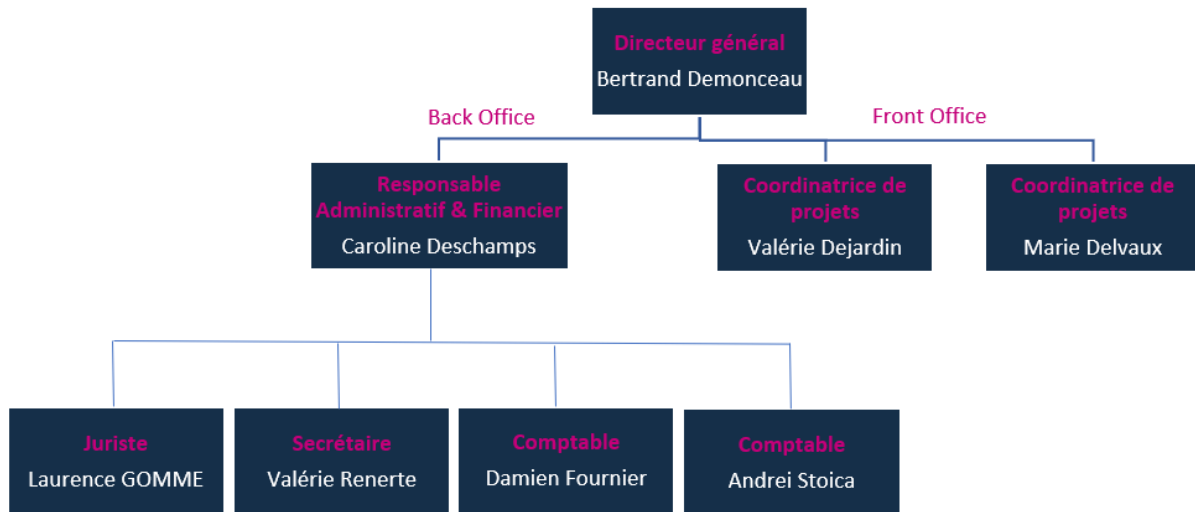 Directeur général
Bertrand Demonceau
Back Office
Front Office
Responsable
Administratif & Financier
Caroline Deschamps
Coordinatrice de
projets
Valérie Dejardin
Coordinatrice de
projets
Marie Delvaux
Juriste
Laurence GOMME
Secrétaire
Valérie Renerte
Comptable
Damien Fournier
Comptable
Andrei Stoica